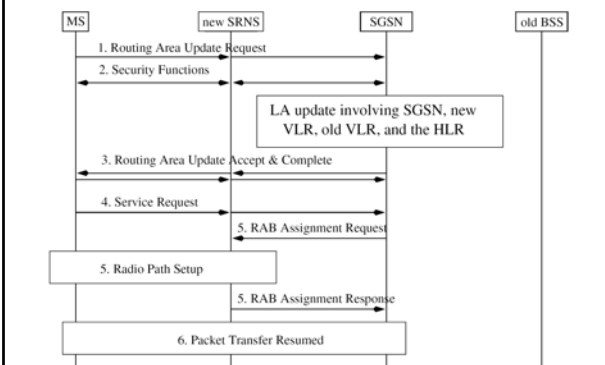 MS new SRNS SGSN old BSS
1. Routing Area Update Request
2. Security Functions
LA update involving SGSN, new
VLR, old VLR, and the HLR
3. Routing Area Update Accept & Complete
4. Service Request
5. RAB Assignment Request
5. Radio Path Setup
5. RAB Assignment Response
6. Packet Transfer Resumed